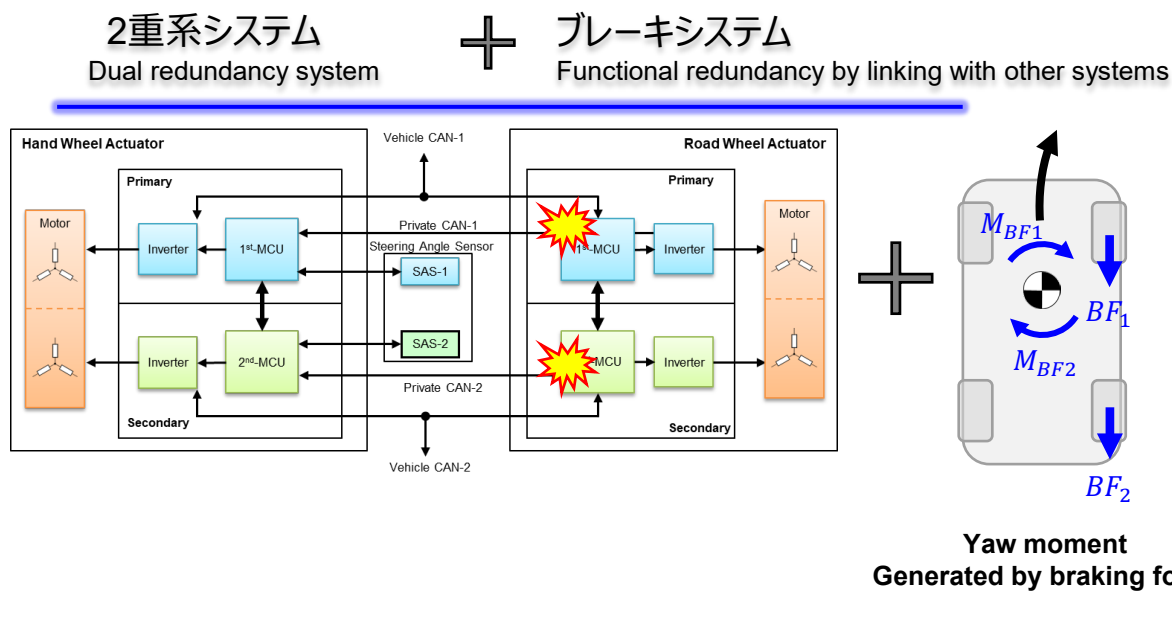 2重系システム
Dual redundancy system
ブレーキシステム
Functional redundancy by linking with other systems
Hand Wheel Actuator
Primary
Motor
Inverter
1st-MCU
Vehicle CAN-1
Private CAN-1
Steering Angle Sensor
SAS-1
SAS-2
Inverter
2nd-MCU
Private CAN-2
Secondary
Vehicle CAN-2
Road Wheel Actuator
Primary
Motor
1st-MCU
Inverter
MCU
Inverter
Secondary
MBF1
BF1
MBF2
BF2
Yaw moment
Generated by braking fo